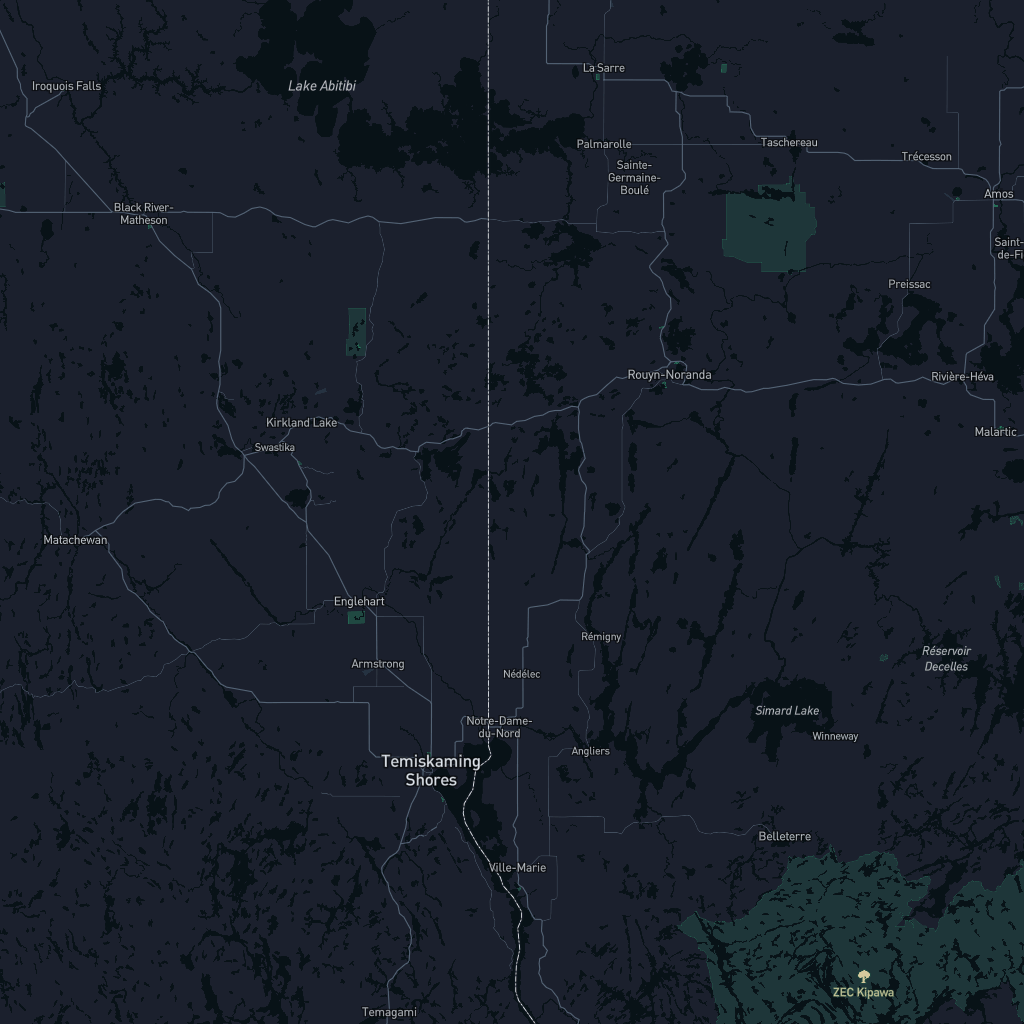 La Sarre
Iroquois Falls
Lake Abitibi
Palmarolle
Taschereau
Trécesson
Sainte-
Germaine-
Boulé
Amos
Black River-
Matheson
Saint-
de-Fi
Preissac
Rouyn-Noranda
Rivière-Héva
Kirkland Lake
Malartic
Swastika
Matachewan
Englehart
Rémigny
Réservoir
Decelles
Armstrong
Nédélec
Simard Lake
Notre-Dame-
du-Nord
Winneway
Angliers
Temiskaming
Shores
Belleterre
Ville-Marie
ZEC Kipawa
Temagami